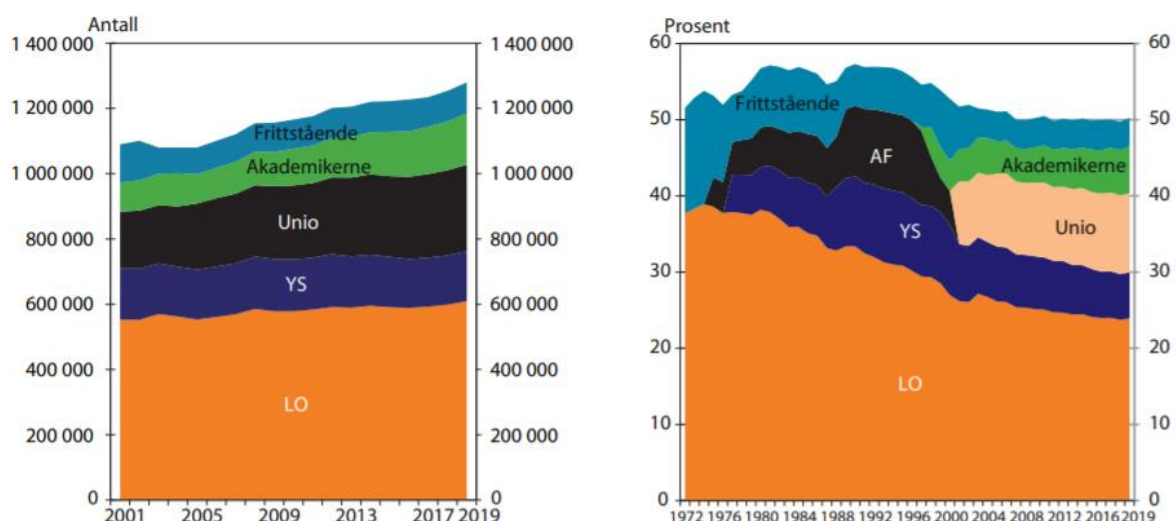 Antall
1 400 000
1 200 000
1 000 000
800 000
600 000
400 000
200 000
0
1 400 000
1 200 000
1 000 000
800 000
600 000
400 000
200 000
0
Frittstående
Akademikerne
Unio
YS
LO
2001 2005 2009 2013 2017 2019
Prosent
60
50
40
30
20
10
0
60
50
40
30
20
10
0
Frittstående
AF
Akademikerne
YS
Unio
LO
1972 1976 1980 1984 1988 1992 1996 2000 2004 2008 2012 2016 2019